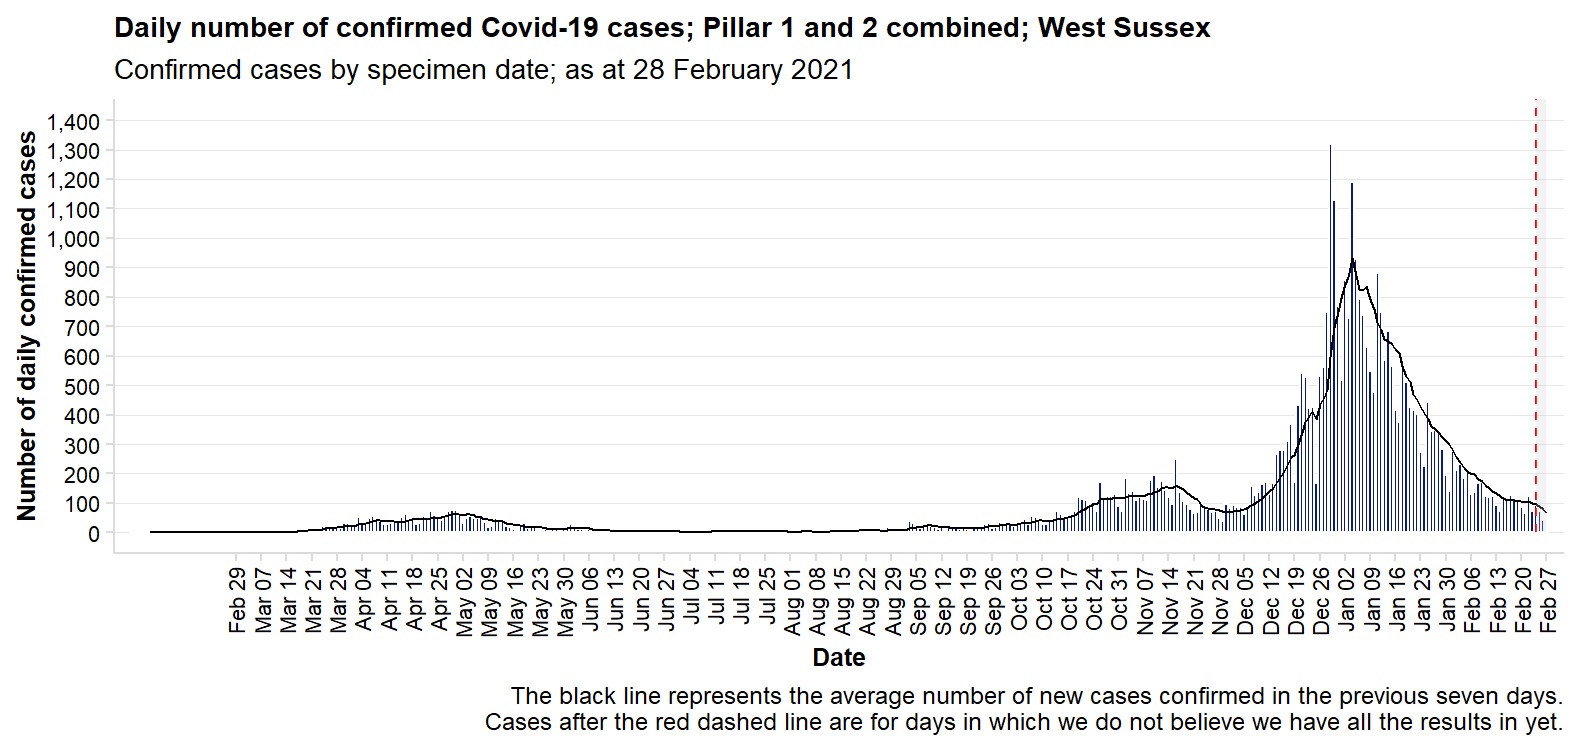 Daily number of confirmed Covid-19 cases; Pillar 1 and 2 combined; West Sussex
Confirmed cases by specimen date; as at 28 February 2021
Number of daily confirmed cases
1,400
1,300
1,200
1,100
1,000
900
800
700
600
500
400
300
200
100
0
Feb 29
Mar 07
Mar 14
Mar 21
Mar 28
Apr 04
Apr 11
Apr 18
Apr 25
May 02
May 09
May 16
May 23
May 30
Jun 06
Jun 13
Jun 20
Jun 27
Jul 04
Jul 11
Jul 18
Jul 25
Aug 01
Aug 08
Aug 15
Aug 22
Aug 29
Sep 05
Sep 12
Sep 19
Sep 26
Oct 03
Oct 10
Oct 17
Oct 24
Oct 31
Nov 07
Nov 14
Nov 21
Nov 28
Dec 05
Dec 12
Dec 19
Dec 26
Jan 02
Jan 09
Jan 16
Jan 23
Jan 30
Feb 06
Feb 13
Feb 20
Feb 27
Date
The black line represents the average number of new cases confirmed in the previous seven days.
Cases after the red dashed line are for days in which we do not believe we have all the results in yet.